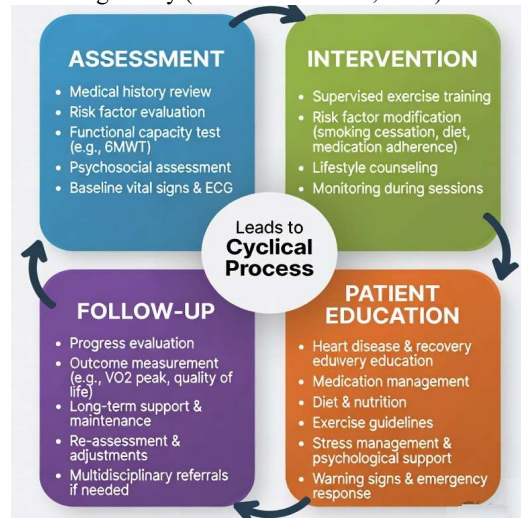 ASSESSMENT
• Medical history review
• Risk factor evaluation
• Functional capacity test
(e.g., 6MWT)
• Psychosocial assessment
• Baseline vital signs & ECG
INTERVENTION
• Supervised exercise training
• Risk factor modification
(smoking cessation, diet,
medication adherence)
• Lifestyle counseling
• Monitoring during sessions
Leads to
Cyclical
Process
FOLLOW-UP
• Progress evaluation
• Outcome measurement
(e.g., VO2 peak, quality of
life)
• Long-term support &
maintenance
• Re-assessment &
adjustments
• Multidisciplinary referrals
if needed
PATIENT
EDUCATION
• Heart disease & recovery
eduivery education
• Medication management
• Diet & nutrition
• Exercise guidelines
• Stress management &
psychological support
• Warning signs & emergency
response